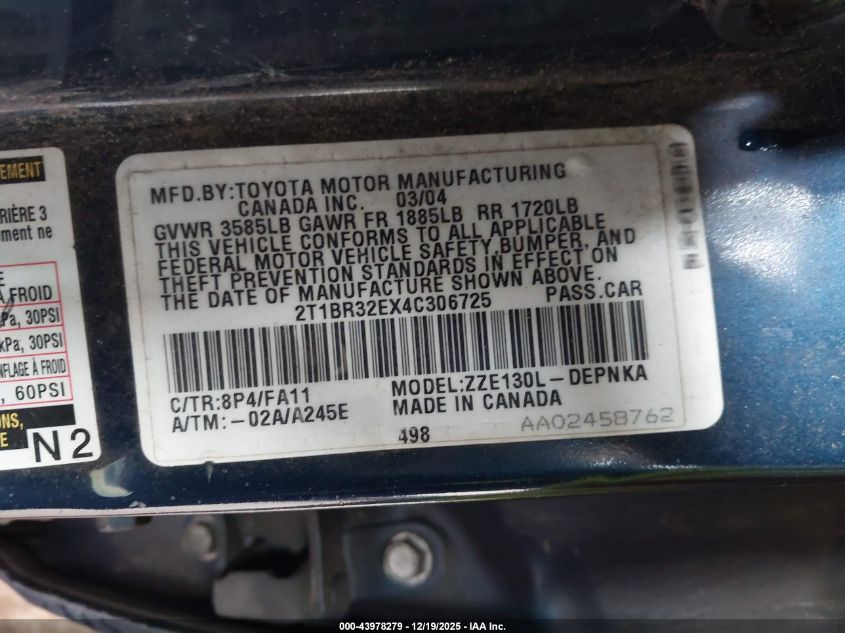 EMENT
RIÈRE 3
ement ne
E
À FROID
Pa, 30PSI
kPa, 30PSI
NFLAGE À FROID
, 60PSI
ONS,
E
N2
MFD.BY:TOYOTA MOTOR MANUFACTURING
CANADA INC. 03/04
GVWR 3585LB GAWR FR 1885LB RR 1720LB
THIS VEHICLE CONFORMS TO ALL APPLICABLE
FEDERAL MOTOR VEHICLE SAFETY,BUMPER, AND
THEFT PREVENTION STANDARDS IN EFFECT ON
THE DATE OF MANUFACTURE SHOWN ABOVE.
2T1BR32EX4C306725 PASS.CAR
C/TR:8P4/FA11 MODEL:ZZE130L-DEPNKA
A/TM:-02A/A245E MADE IN CANADA
498 AA02458762
000-43978279 - 12/19/2025 - IAA Inc.